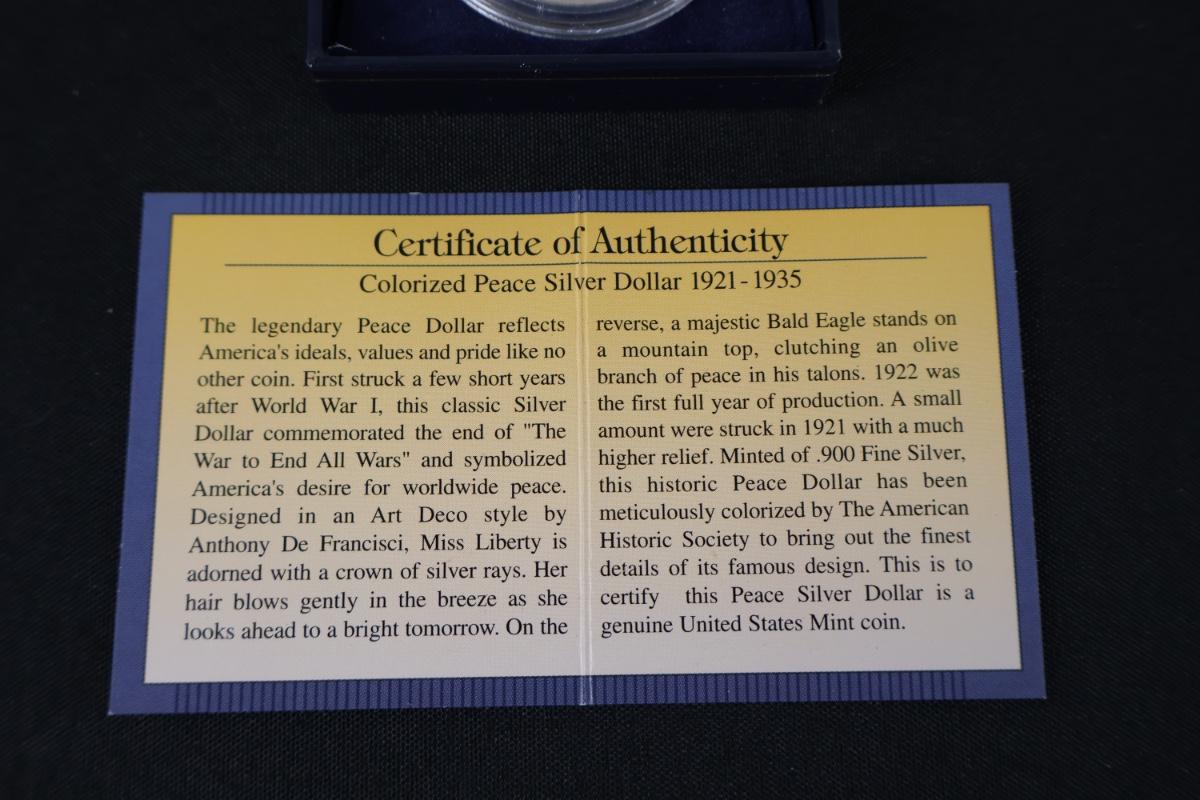 Certificate of Authenticity
Colorized Peace Silver Dollar 1921-1935
The legendary Peace Dollar reflects
America's ideals, values and pride like no
other coin. First struck a few short years
after World War I, this classic Silver
Dollar commemorated the end of "The
War to End All Wars" and symbolized
America's desire for worldwide peace.
Designed in an Art Deco style by
Anthony De Francisci, Miss Liberty is
adorned with a crown of silver rays. Her
hair blows gently in the breeze as she
looks ahead to a bright tomorrow. On the
reverse, a majestic Bald Eagle stands on
a mountain top, clutching an olive
branch of peace in his talons. 1922 was
the first full year of production. A small
amount were struck in 1921 with a much
higher relief. Minted of .900 Fine Silver,
this historic Peace Dollar has been
meticulously colorized by The American
Historic Society to bring out the finest
details of its famous design. This is to
certify this Peace Silver Dollar is a
genuine United States Mint coin.